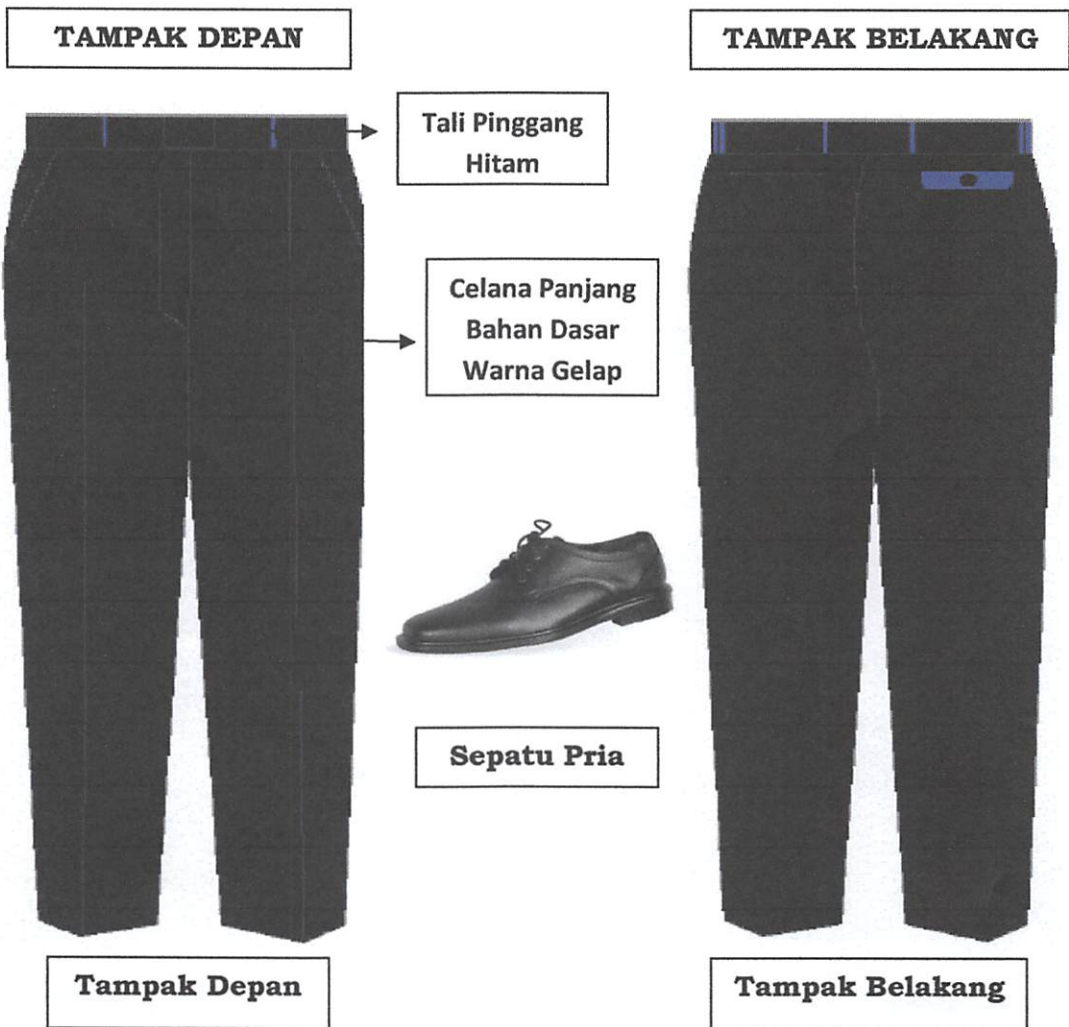 TAMPAK DEPAN
TAMPAK BELAKANG
Tali Pinggang
Hitam
Celana Panjang
Bahan Dasar
Warna Gelap
Sepatu Pria
Tampak Depan
Tampak Belakang